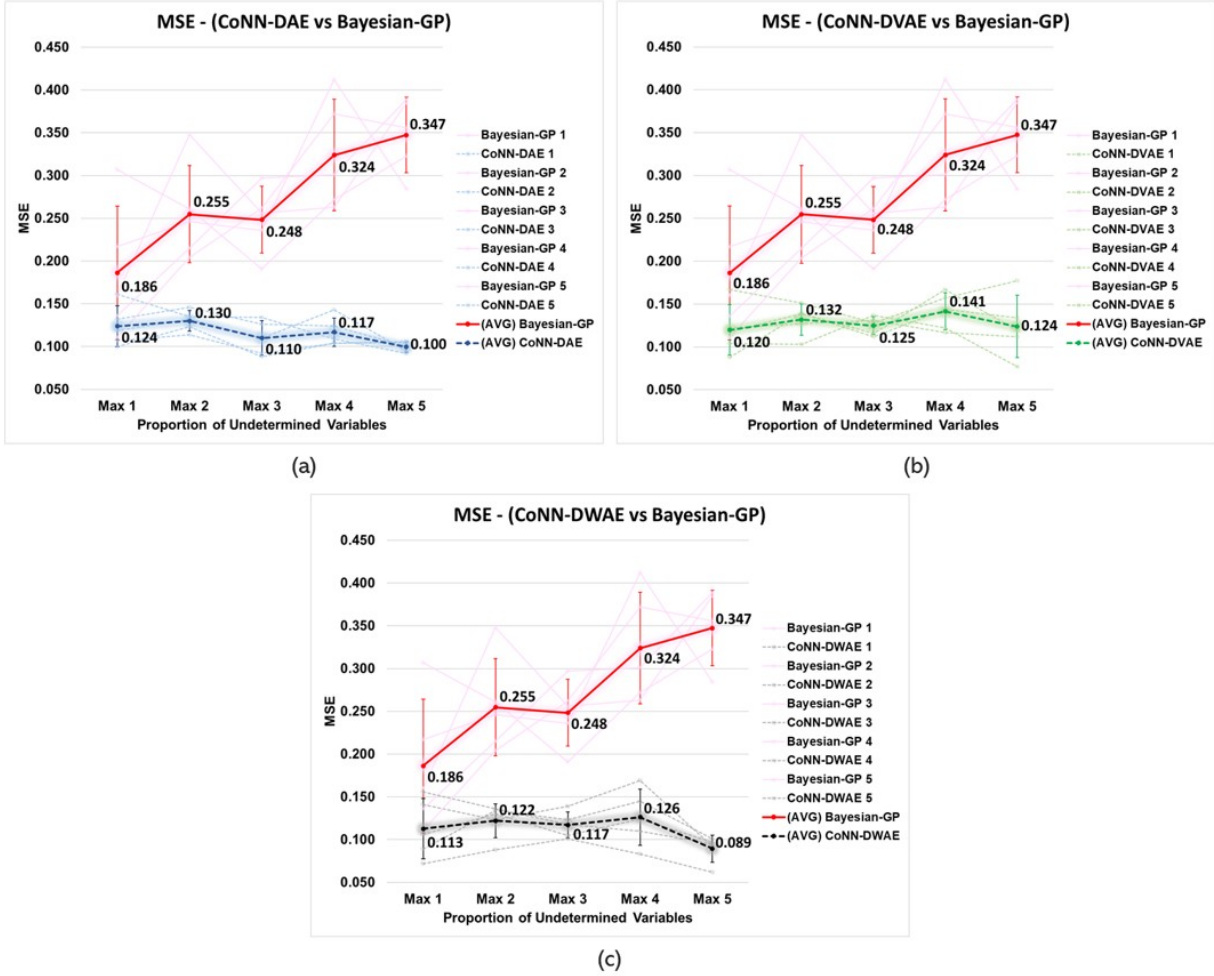 MSE - (CoNN-DAE vs Bayesian-GP)
0.450
0.400
0.350
0.300
0.250
0.200
0.150
0.100
0.050
MSE
0.186
0.255
0.248
0.324
0.347
0.124
0.130
0.110
0.117
0.100
Max 1
Max 2
Max 3
Max 4
Max 5
Proportion of Undetermined Variables
Bayesian-GP 1
CoNN-DAE 1
Bayesian-GP 2
CoNN-DAE 2
Bayesian-GP 3
CoNN-DAE 3
Bayesian-GP 4
CoNN-DAE 4
Bayesian-GP 5
CoNN-DAE 5
(AVG) Bayesian-GP
(AVG) CoNN-DAE
(a)
MSE - (CoNN-DVAE vs Bayesian-GP)
0.450
0.400
0.350
0.300
0.250
0.200
0.150
0.100
0.050
MSE
0.186
0.255
0.248
0.324
0.347
0.120
0.132
0.125
0.141
0.124
Max 1
Max 2
Max 3
Max 4
Max 5
Proportion of Undetermined Variables
Bayesian-GP 1
CoNN-DVAE 1
Bayesian-GP 2
CoNN-DVAE 2
Bayesian-GP 3
CoNN-DVAE 3
Bayesian-GP 4
CoNN-DVAE 4
Bayesian-GP 5
CoNN-DVAE 5
(AVG) Bayesian-GP
(AVG) CoNN-DVAE
(b)
MSE - (CoNN-DWAE vs Bayesian-GP)
0.450
0.400
0.350
0.300
0.250
0.200
0.150
0.100
0.050
MSE
0.186
0.255
0.248
0.324
0.347
0.113
0.122
0.117
0.126
0.089
Max 1
Max 2
Max 3
Max 4
Max 5
Proportion of Undetermined Variables
Bayesian-GP 1
CoNN-DWAE 1
Bayesian-GP 2
CoNN-DWAE 2
Bayesian-GP 3
CoNN-DWAE 3
Bayesian-GP 4
CoNN-DWAE 4
Bayesian-GP 5
CoNN-DWAE 5
(AVG) Bayesian-GP
(AVG) CoNN-DWAE
(c)